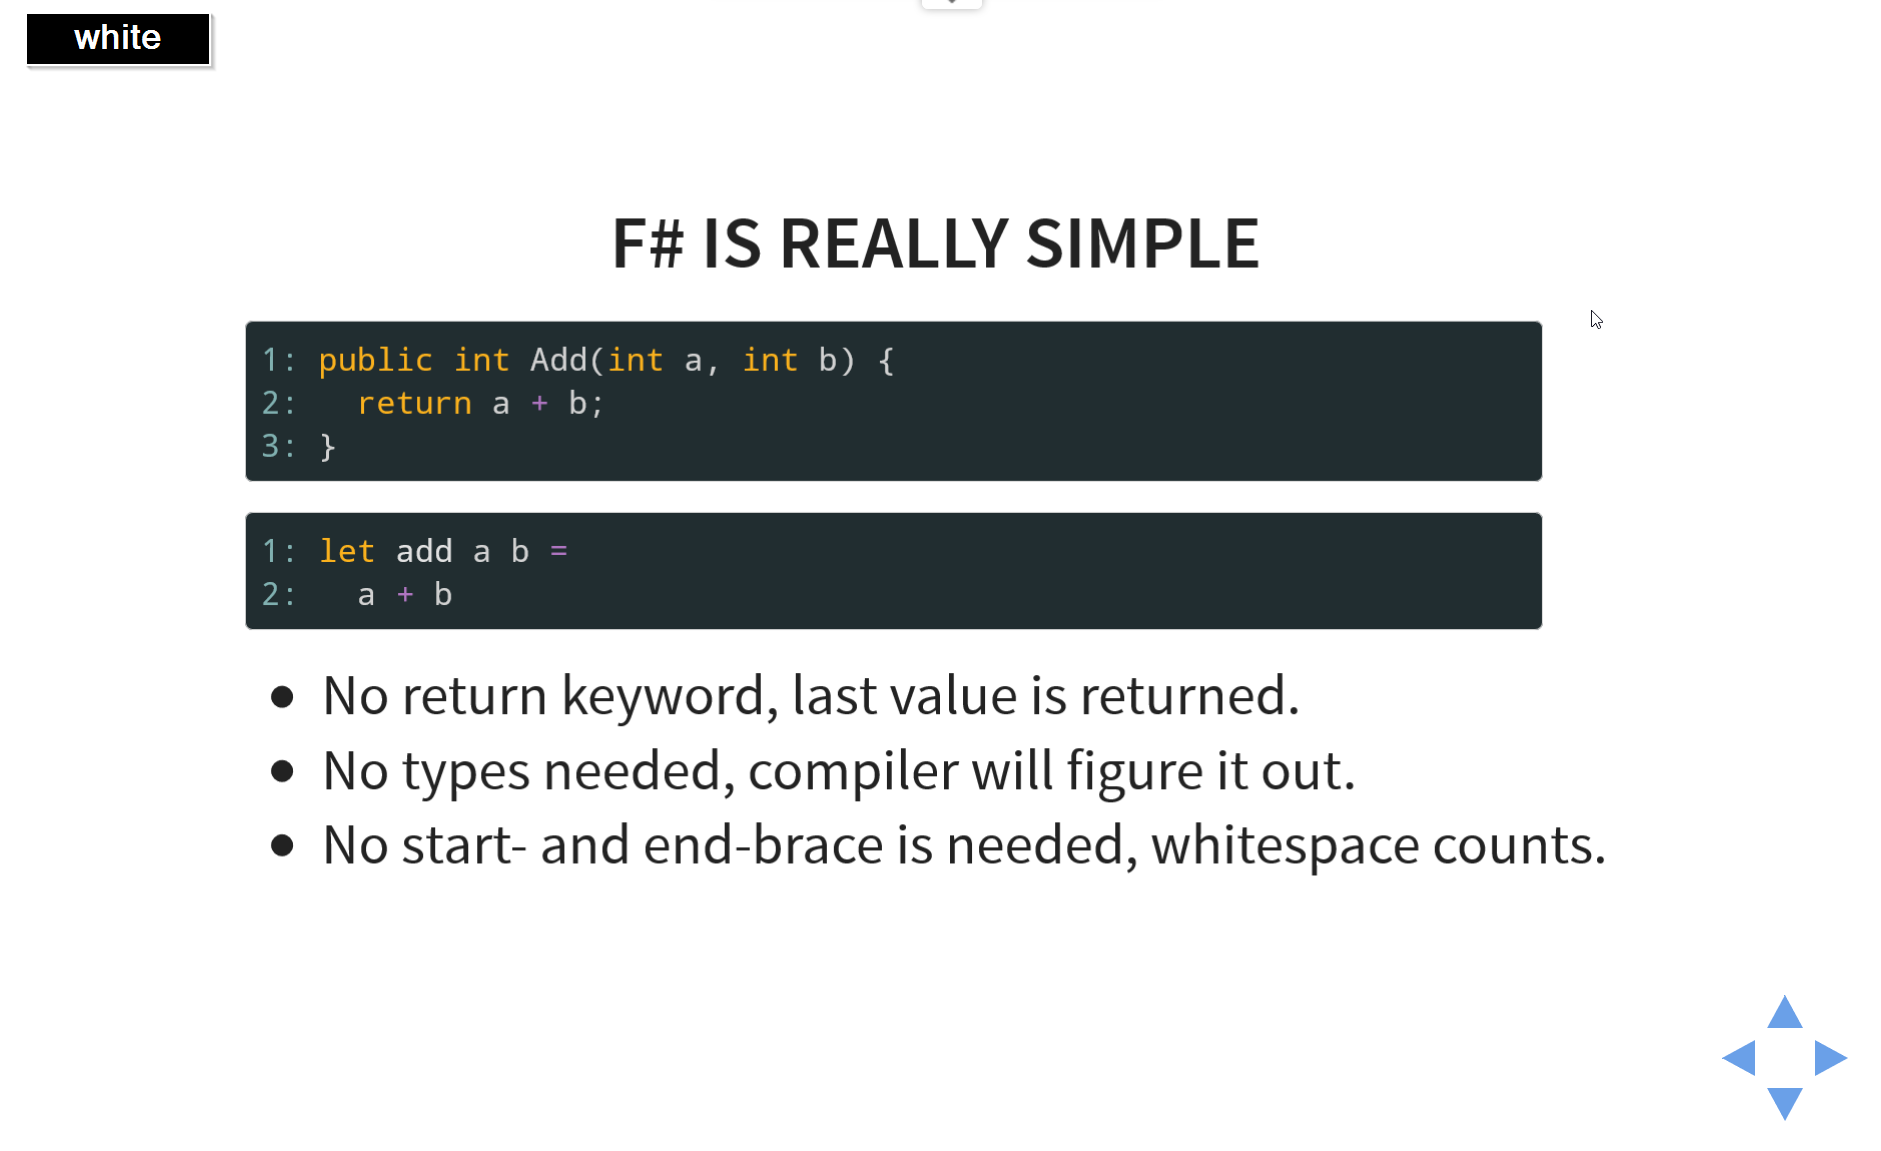 white
F# IS REALLY SIMPLE
1: public int Add(int a, int b) {
2:   return a + b;
3: }
1: let add a b =
2:   a + b
● No return keyword, last value is returned.
● No types needed, compiler will figure it out.
● No start- and end-brace is needed, whitespace counts.